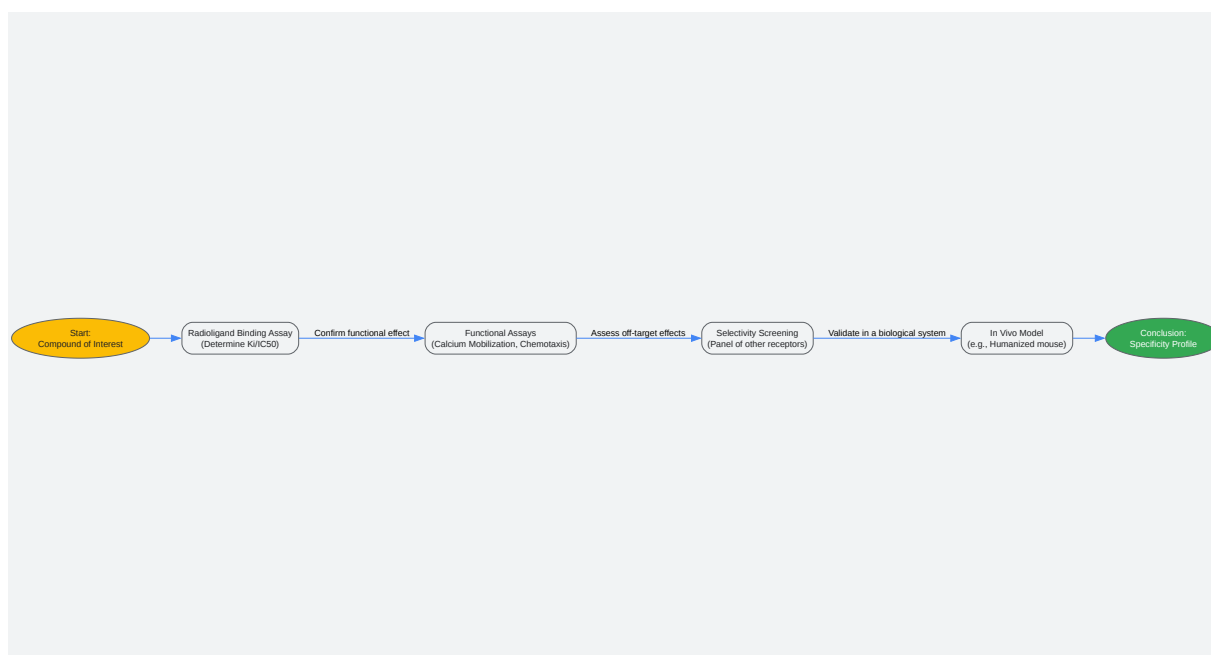 Start:
Compound of Interest
Radioligand Binding Assay
(Determine Ki/IC50)
Confirm functional effect
Functional Assays
(Calcium Mobilization, Chemotaxis)
Assess off-target effects
Selectivity Screening
(Panel of other receptors)
Validate in a biological system
In Vivo Model
(e.g., Humanized mouse)
Conclusion:
Specificity Profile